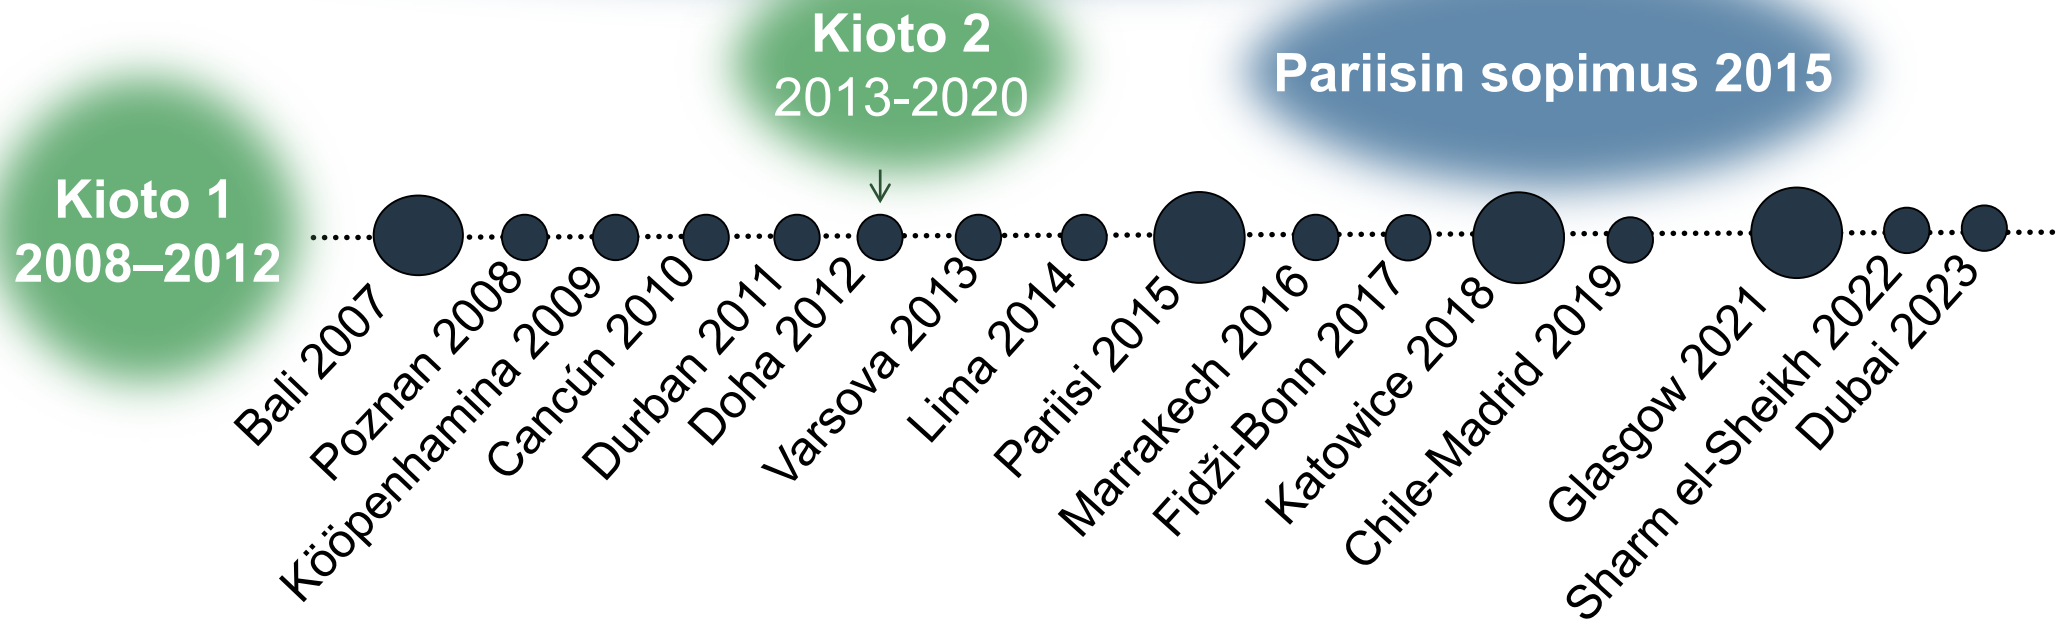 Kioto 2
2013-2020
Pariisin sopimus 2015
Kioto 1
2008–2012
Bali 2007
Poznan 2008
Kööpenhamina 2009
Cancún 2010
Durban 2011
Doha 2012
Varsova 2013
Lima 2014
Pariisi 2015
Marrakech 2016
Fidži-Bonn 2017
Katowice 2018
Chile-Madrid 2019
Glasgow 2021
Sharm el-Sheikh 2022
Dubai 2023